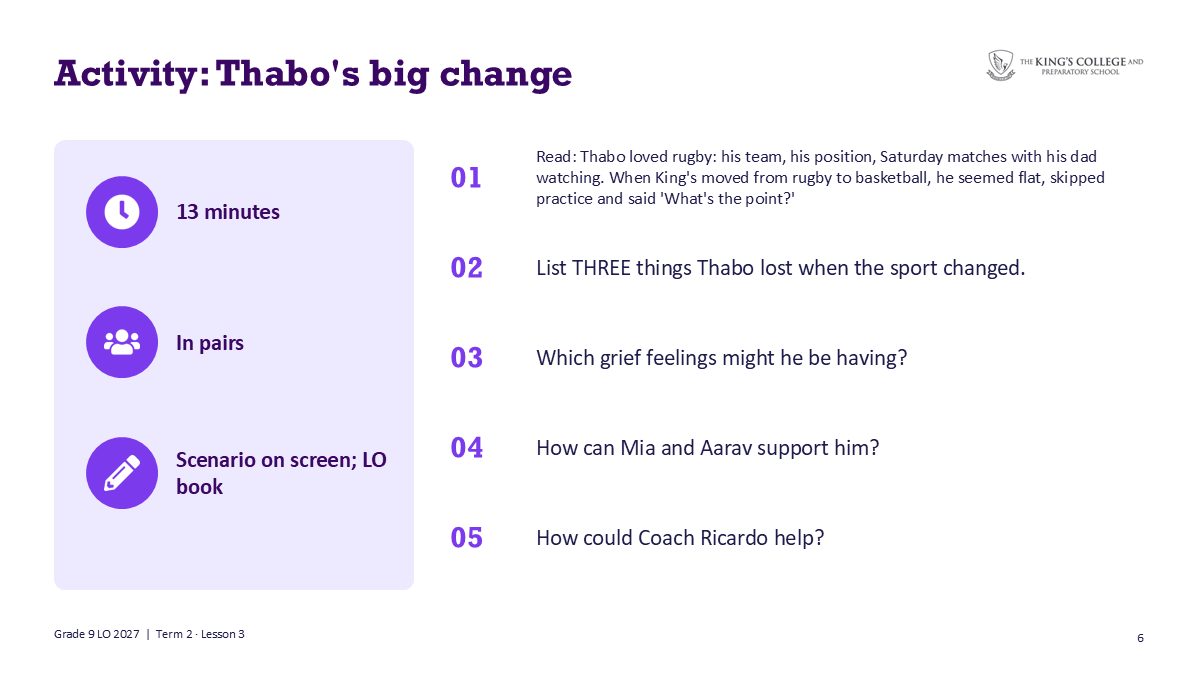 Activity: Thabo's big change
THE KING'S COLLEGE AND
PREPARATORY SCHOOL
13 minutes
In pairs
Scenario on screen; LO
book
01
Read: Thabo loved rugby: his team, his position, Saturday matches with his dad
watching. When King's moved from rugby to basketball, he seemed flat, skipped
practice and said 'What's the point?'
02
List THREE things Thabo lost when the sport changed.
03
Which grief feelings might he be having?
04
How can Mia and Aarav support him?
05
How could Coach Ricardo help?
Grade 9 LO 2027 | Term 2 · Lesson 3
6